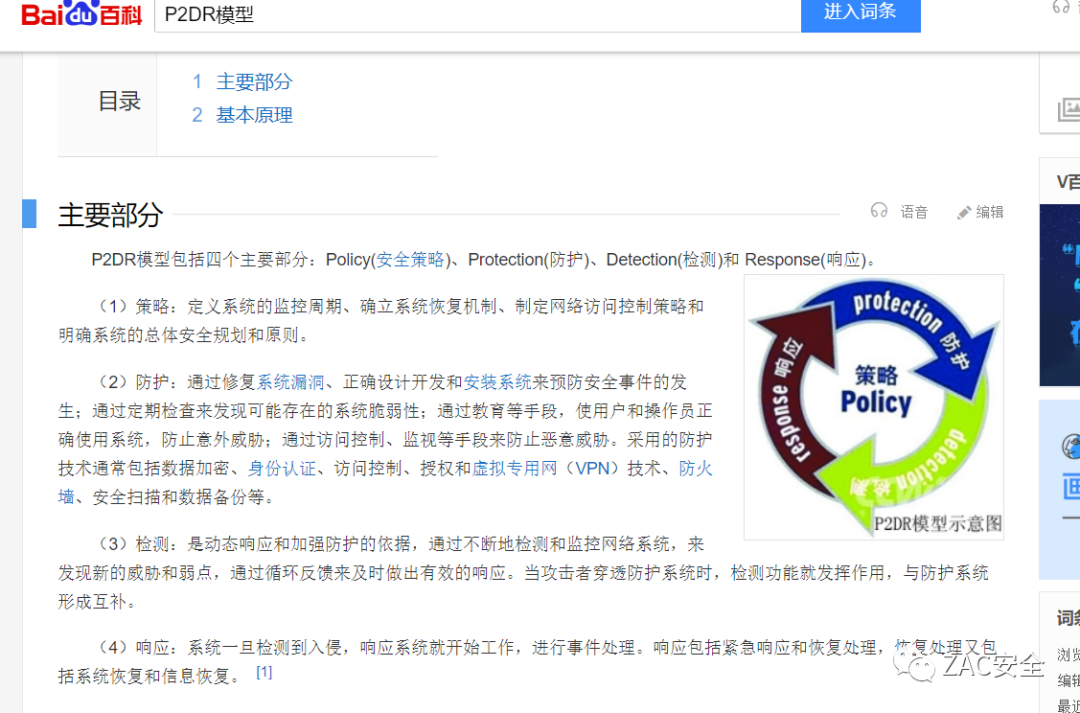 Bai du 百科
P2DR模型
进入词条
目录
1 主要部分
2 基本原理
V百
主要部分
语音
编辑
P2DR模型包括四个主要部分：Policy(安全策略)、Protection(防护)、Detection(检测)和 Response(响应)。
（1）策略：定义系统的监控周期、确立系统恢复机制、制定网络访问控制策略和
明确系统的总体安全规划和原则。
（2）防护：通过修复系统漏洞、正确设计开发和安装系统来预防安全事件的发
生；通过定期检查来发现可能存在的系统脆弱性；通过教育等手段，使用户和操作员正
确使用系统，防止意外威胁；通过访问控制、监视等手段来防止恶意威胁。采用的防护
技术通常包括数据加密、身份认证、访问控制、授权和虚拟专用网（VPN）技术、防火
墙、安全扫描和数据备份等。
protection 防护
response 响应
策略
Policy
detection 检测
P2DR模型示意图
（3）检测：是动态响应和加强防护的依据，通过不断地检测和监控网络系统，来
发现新的威胁和弱点，通过循环反馈来及时做出有效的响应。当攻击者穿透防护系统时，检测功能就发挥作用，与防护系统
形成互补。
（4）响应：系统一旦检测到入侵，响应系统就开始工作，进行事件处理。响应包括紧急响应和恢复处理，恢复处理又包
括系统恢复和信息恢复。 [1]
ZAC安全
画
词条
浏览
编辑
最近